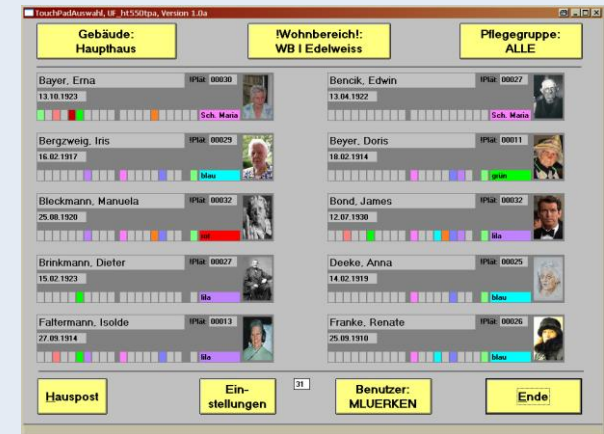 TouchPadAuswahl, UF_ht550tpa, Version 1.0a
Gebäude:
Haupthaus
!Wohnbereich!:
WB I Edelweiss
Pflegegruppe:
ALLE
Bayer, Erna !Plät 00030
13.10.1923
Sch. Maria
Bencik, Edwin !Plät 00027
13.04.1922
Sch. Maria
Bergzweig, Iris !Plät 00029
16.02.1917
blau
Beyer, Doris !Plät 00011
18.02.1914
grün
Bleckmann, Manuela !Plät 00032
25.08.1920
rot
Bond, James !Plät 00032
12.07.1930
lila
Brinkmann, Dieter !Plät 00027
15.02.1923
lila
Deeke, Anna !Plät 00025
14.02.1919
blau
Faltermann, Isolde !Plät 00013
27.09.1914
lila
Franke, Renate !Plät 00026
25.09.1910
blau
Hauspost
Ein-
stellungen
31
Benutzer:
MLUERKEN
Ende